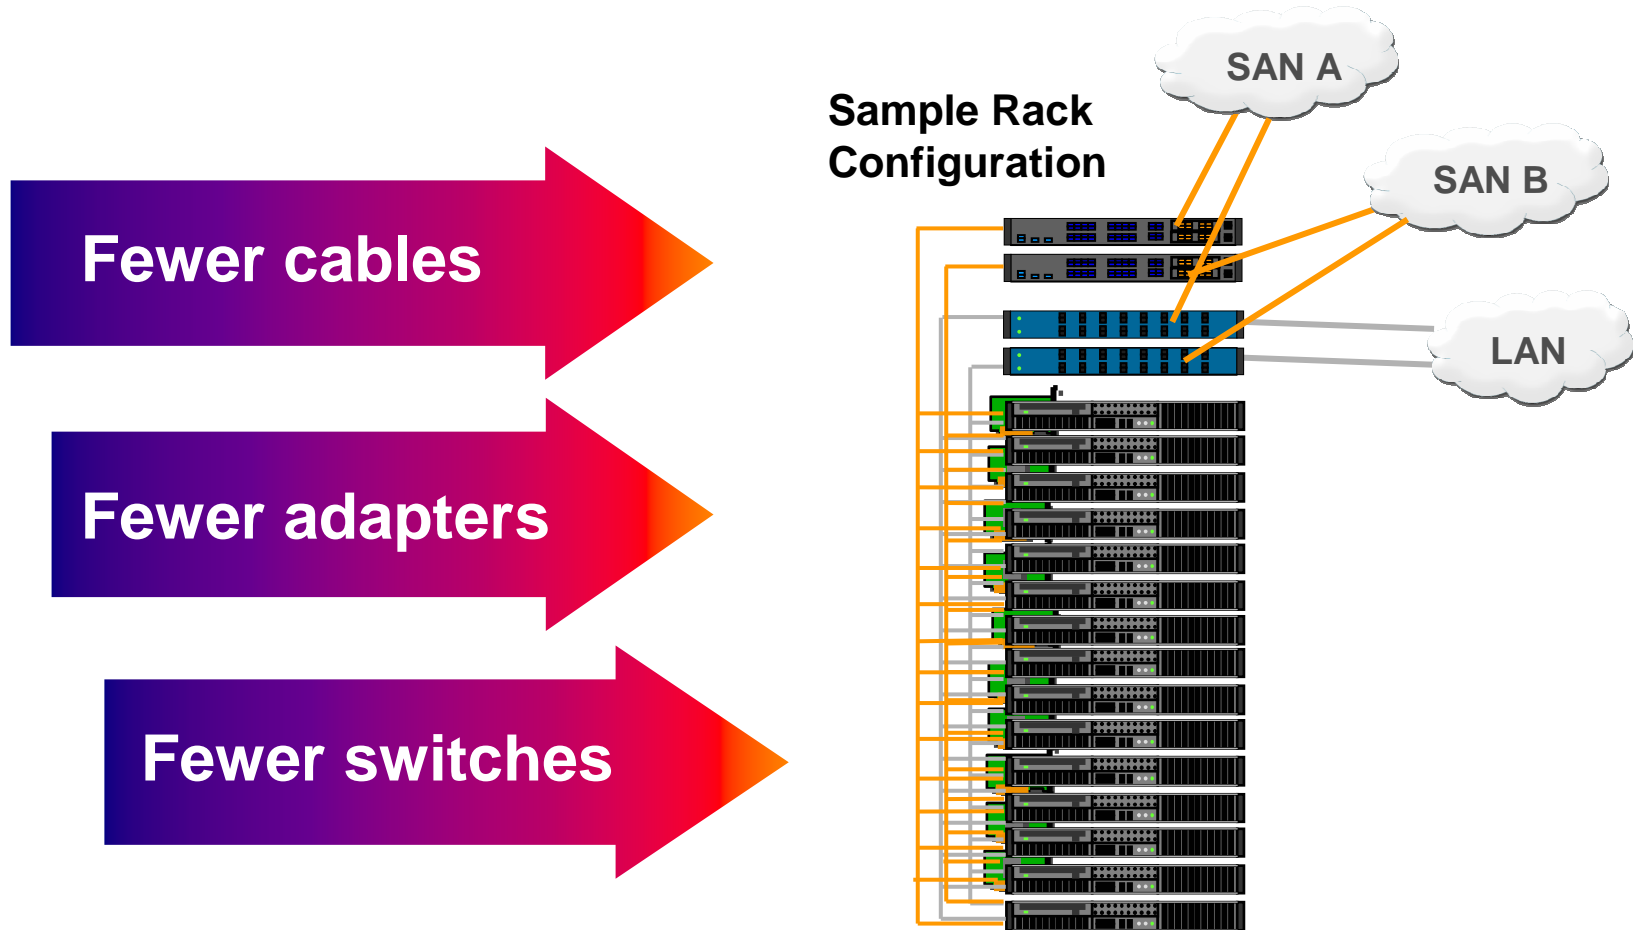 Fewer cables
Fewer adapters
Fewer switches
Sample Rack
Configuration
SAN A
SAN B
LAN